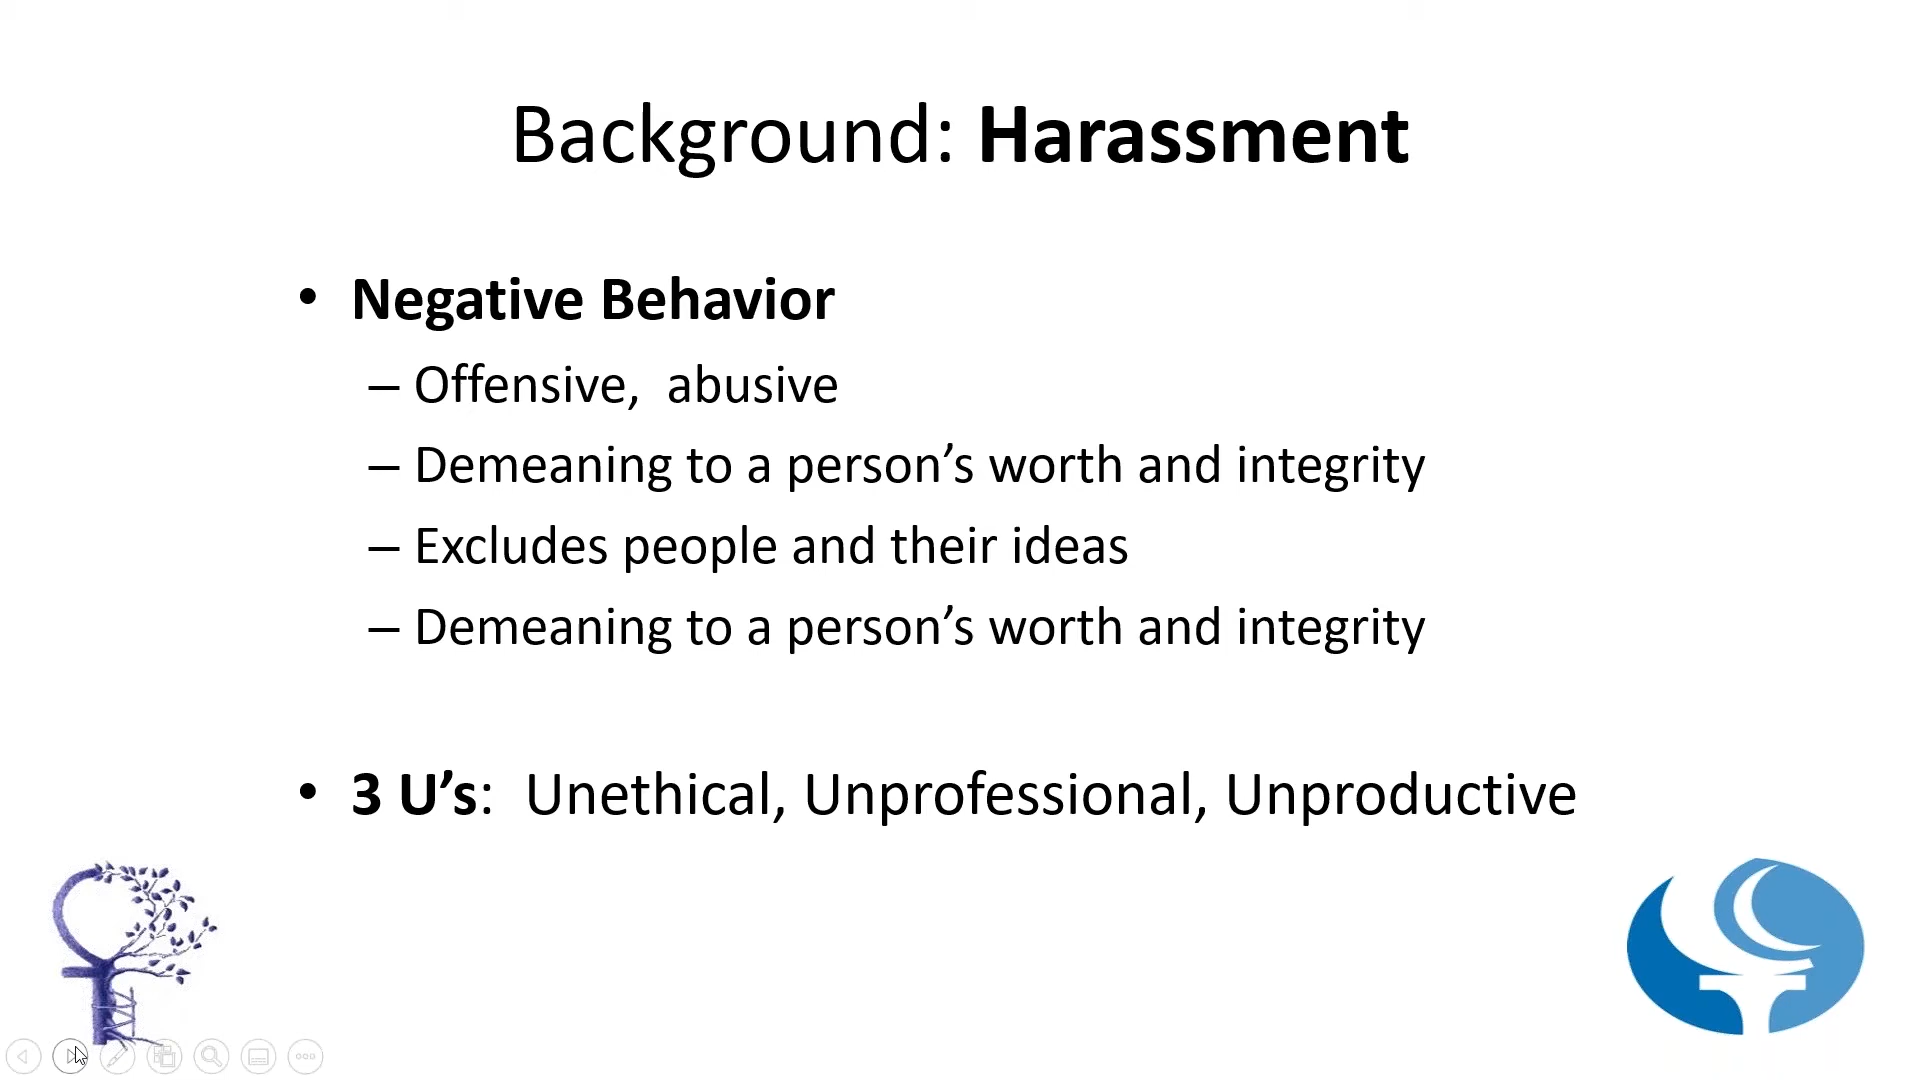 Background: Harassment
• Negative Behavior
– Offensive,  abusive
– Demeaning to a person’s worth and integrity
– Excludes people and their ideas
– Demeaning to a person’s worth and integrity
• 3 U’s:  Unethical, Unprofessional, Unproductive